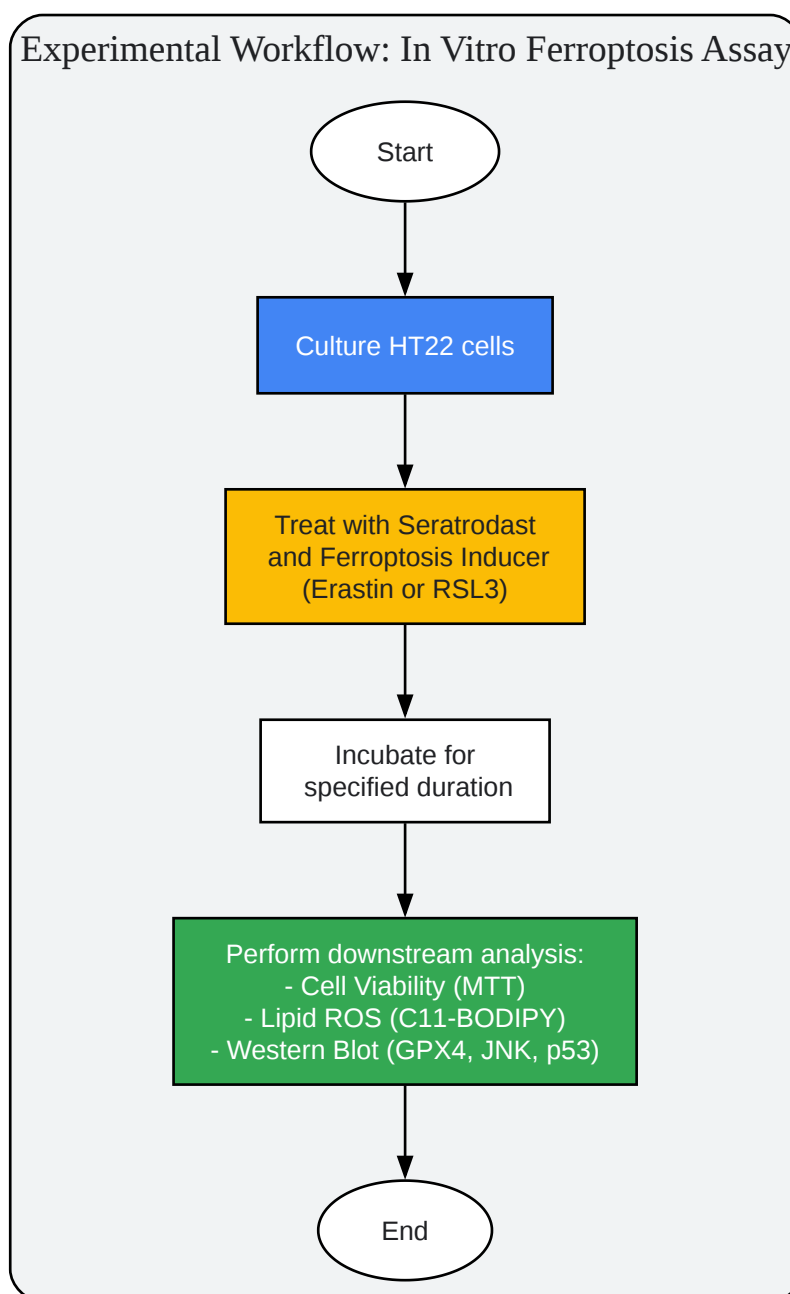 Experimental Workflow: In Vitro Ferroptosis Assay
Start
Culture HT22 cells
Treat with Seratrodast
and Ferroptosis Inducer
(Erastin or RSL3)
Incubate for
specified duration
Perform downstream analysis:
- Cell Viability (MTT)
- Lipid ROS (C11-BODIPY)
- Western Blot (GPX4, JNK, p53)
End